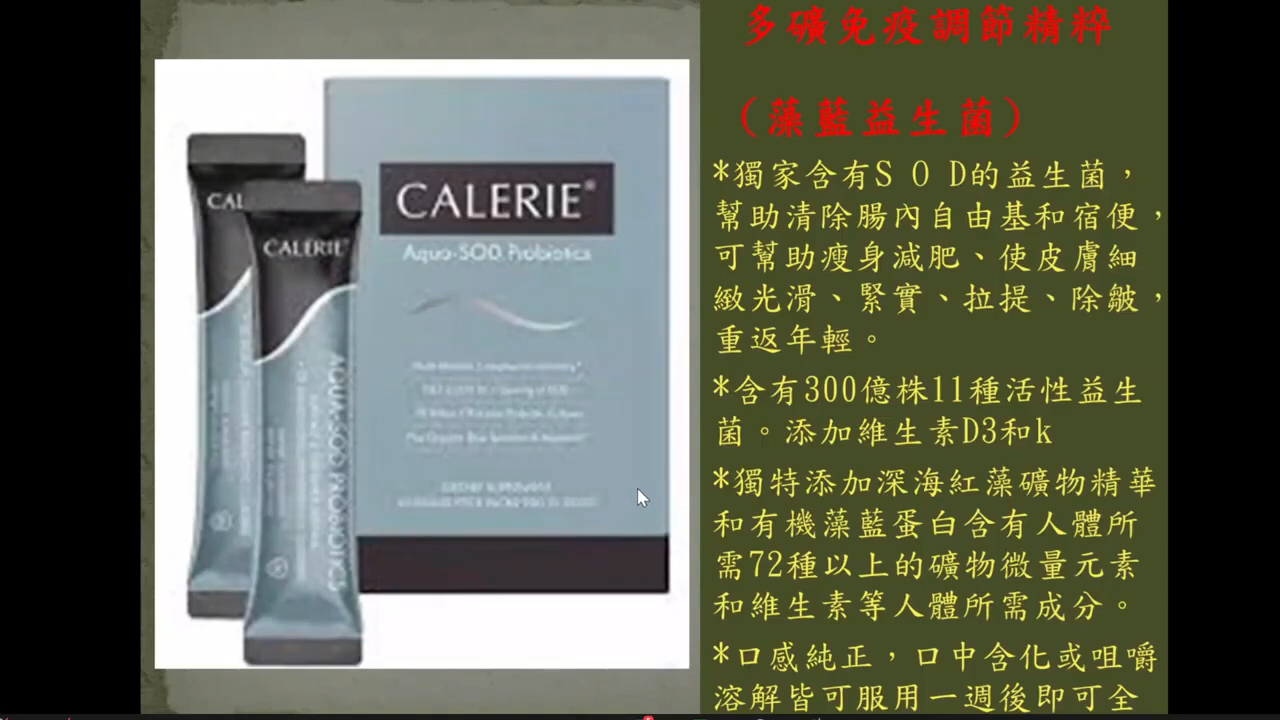 多礦免疫調節精粹
（藻藍益生菌）
*獨家含有S O D的益生菌，
幫助清除腸內自由基和宿便，
可幫助瘦身減肥、使皮膚細
緻光滑、緊實、拉提、除皺，
重返年輕。
*含有300億株11種活性益生
菌。添加維生素D3和k
*獨特添加深海紅藻礦物精華
和有機藻藍蛋白含有人體所
需72種以上的礦物微量元素
和維生素等人體所需成分。
*口感純正，口中含化或咀嚼
溶解皆可服用一週後即可全
CALERIE®
Aqua-SOD Probiotics
CAL
CALERIE®
AQUA-SOD PROBIOTICS